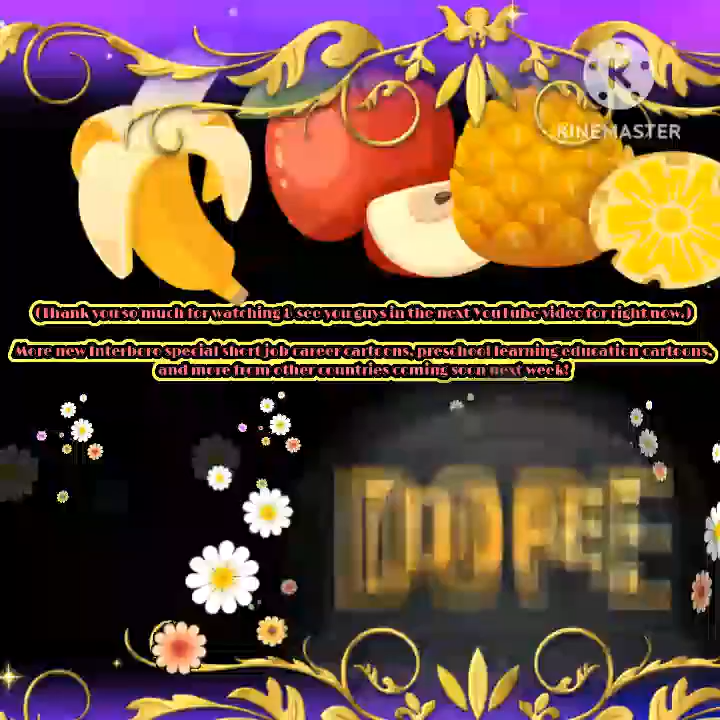 KINEMASTER
(Thank you so much for watching I see you guys in the next YouTube video for right now.)
More new Interboro special short job career cartoons, preschool learning education cartoons,
and more from other countries coming soon next week!
DOPE